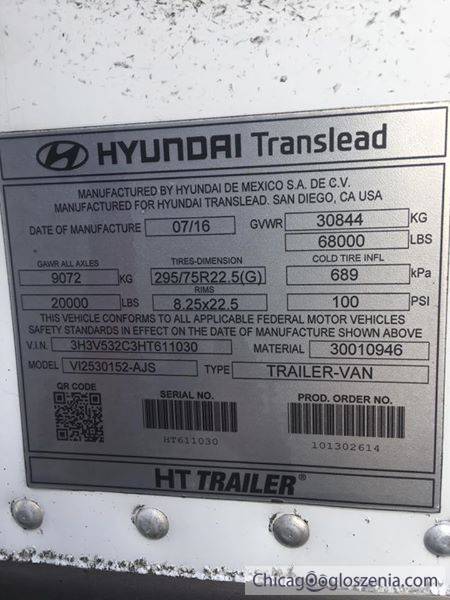 HYUNDAI Translead
MANUFACTURED BY HYUNDAI DE MEXICO S.A. DE C.V.
MANUFACTURED FOR HYUNDAI TRANSLEAD. SAN DIEGO, CA USA
DATE OF MANUFACTURE 07/16 GVWR 30844 KG
68000 LBS
GAWR ALL AXLES TIRES-DIMENSION COLD TIRE INFL
9072 KG 295/75R22.5(G) 689 kPa
RIMS
20000 LBS 8.25x22.5 100 PSI
THIS VEHICLE CONFORMS TO ALL APPLICABLE FEDERAL MOTOR VEHICLES
SAFETY STANDARDS IN EFFECT ON THE DATE OF MANUFACTURE SHOWN ABOVE
V.I.N. 3H3V532C3HT611030 MATERIAL 30010946
MODEL VI2530152-AJS TYPE TRAILER-VAN
QR CODE SERIAL NO. PROD. ORDER NO.
HT611030 101302614
HT TRAILER®
Chicag@ogloszenia.com